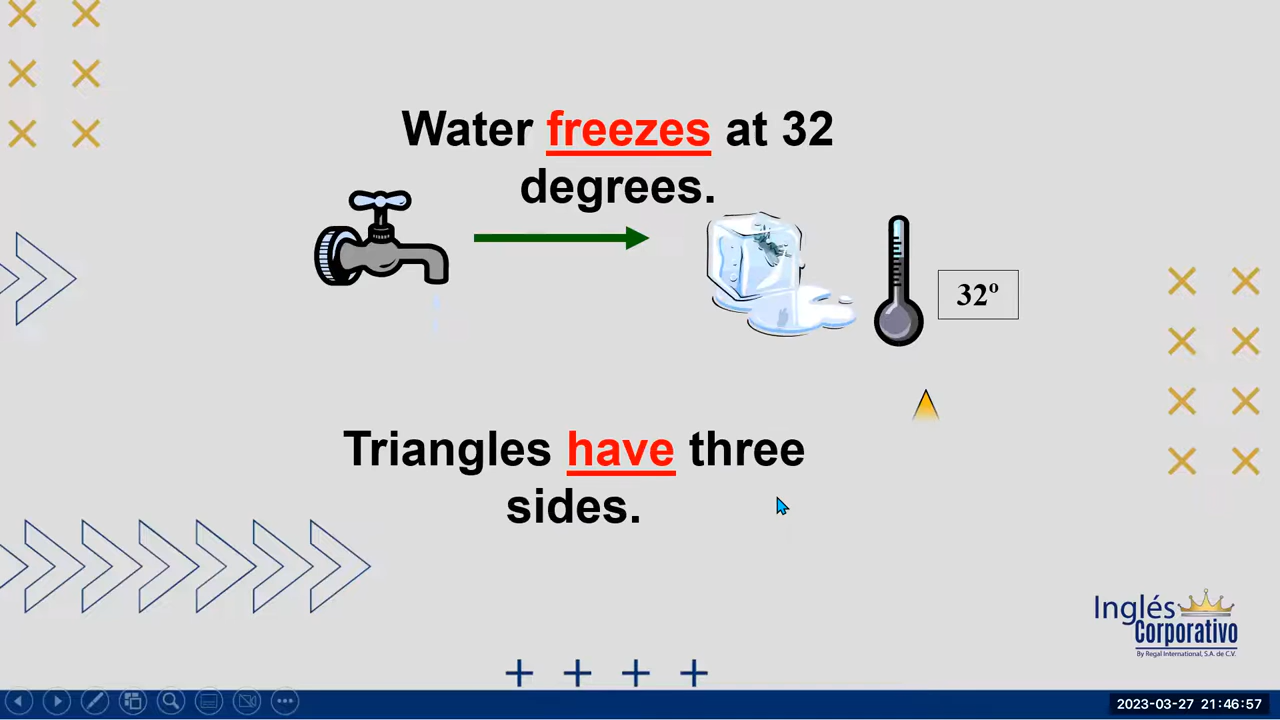 Water freezes at 32
degrees.
32º
Triangles have three
sides.
Inglés
Corporativo
By Regal International, S.A. de C.V.
2023-03-27 21:46:57